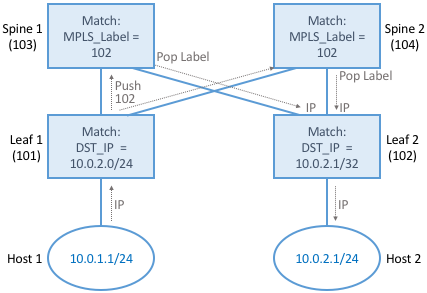 Spine 1
(103)
Match:
MPLS_Label =
102
Match:
MPLS_Label =
102
Spine 2
(104)
Pop Label
Pop Label
Push
102
IP
IP
Leaf 1
(101)
Match:
DST_IP =
10.0.2.0/24
Match:
DST_IP =
10.0.2.1/32
Leaf 2
(102)
IP
IP
Host 1
10.0.1.1/24
10.0.2.1/24
Host 2